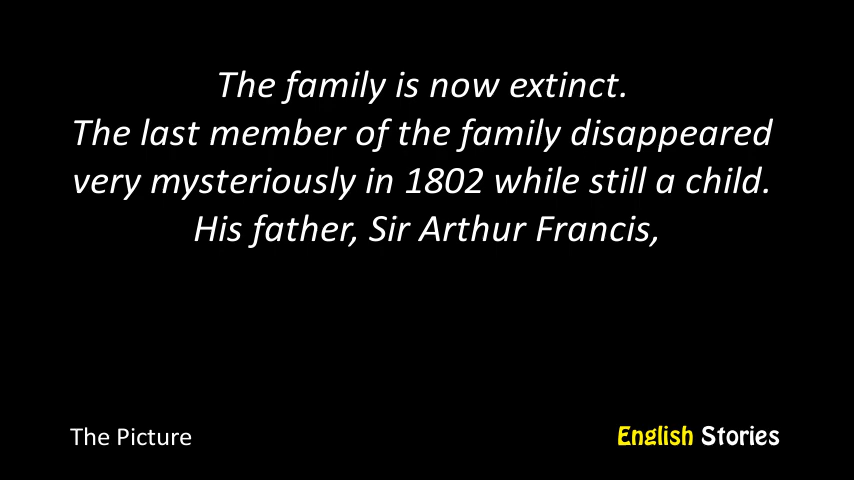 The family is now extinct.
The last member of the family disappeared
very mysteriously in 1802 while still a child.
His father, Sir Arthur Francis,
The Picture
English Stories